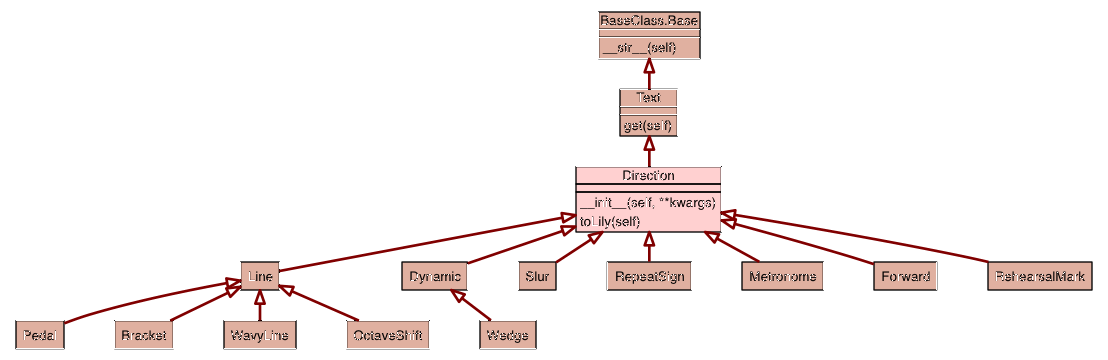 BaseClass.Base
__str__(self)
Text
get(self)
Direction
__init__(self, **kwargs)
toLily(self)
Line
Dynamic
Slur
RepeatSign
Metronome
Forward
RehearsalMark
Pedal
Bracket
WavyLine
OctaveShift
Wedge